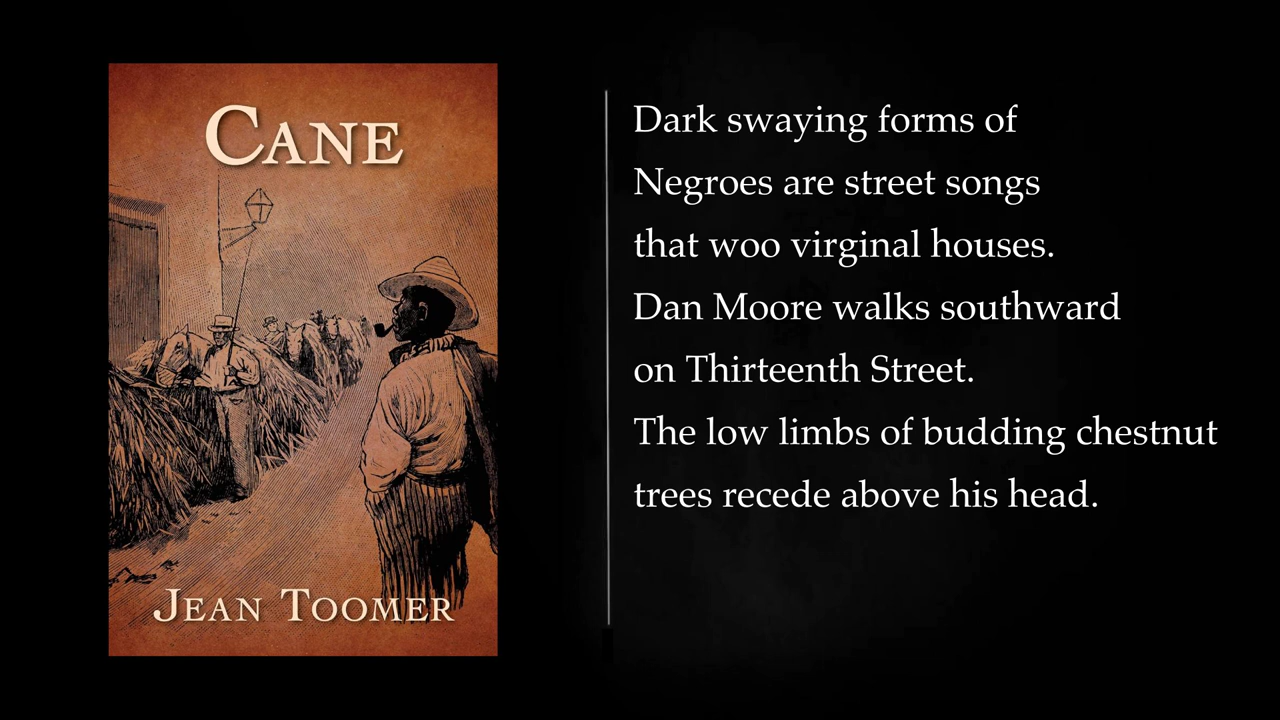 CANE
JEAN TOOMER
Dark swaying forms of
Negroes are street songs
that woo virginal houses.
Dan Moore walks southward
on Thirteenth Street.
The low limbs of budding chestnut
trees recede above his head.